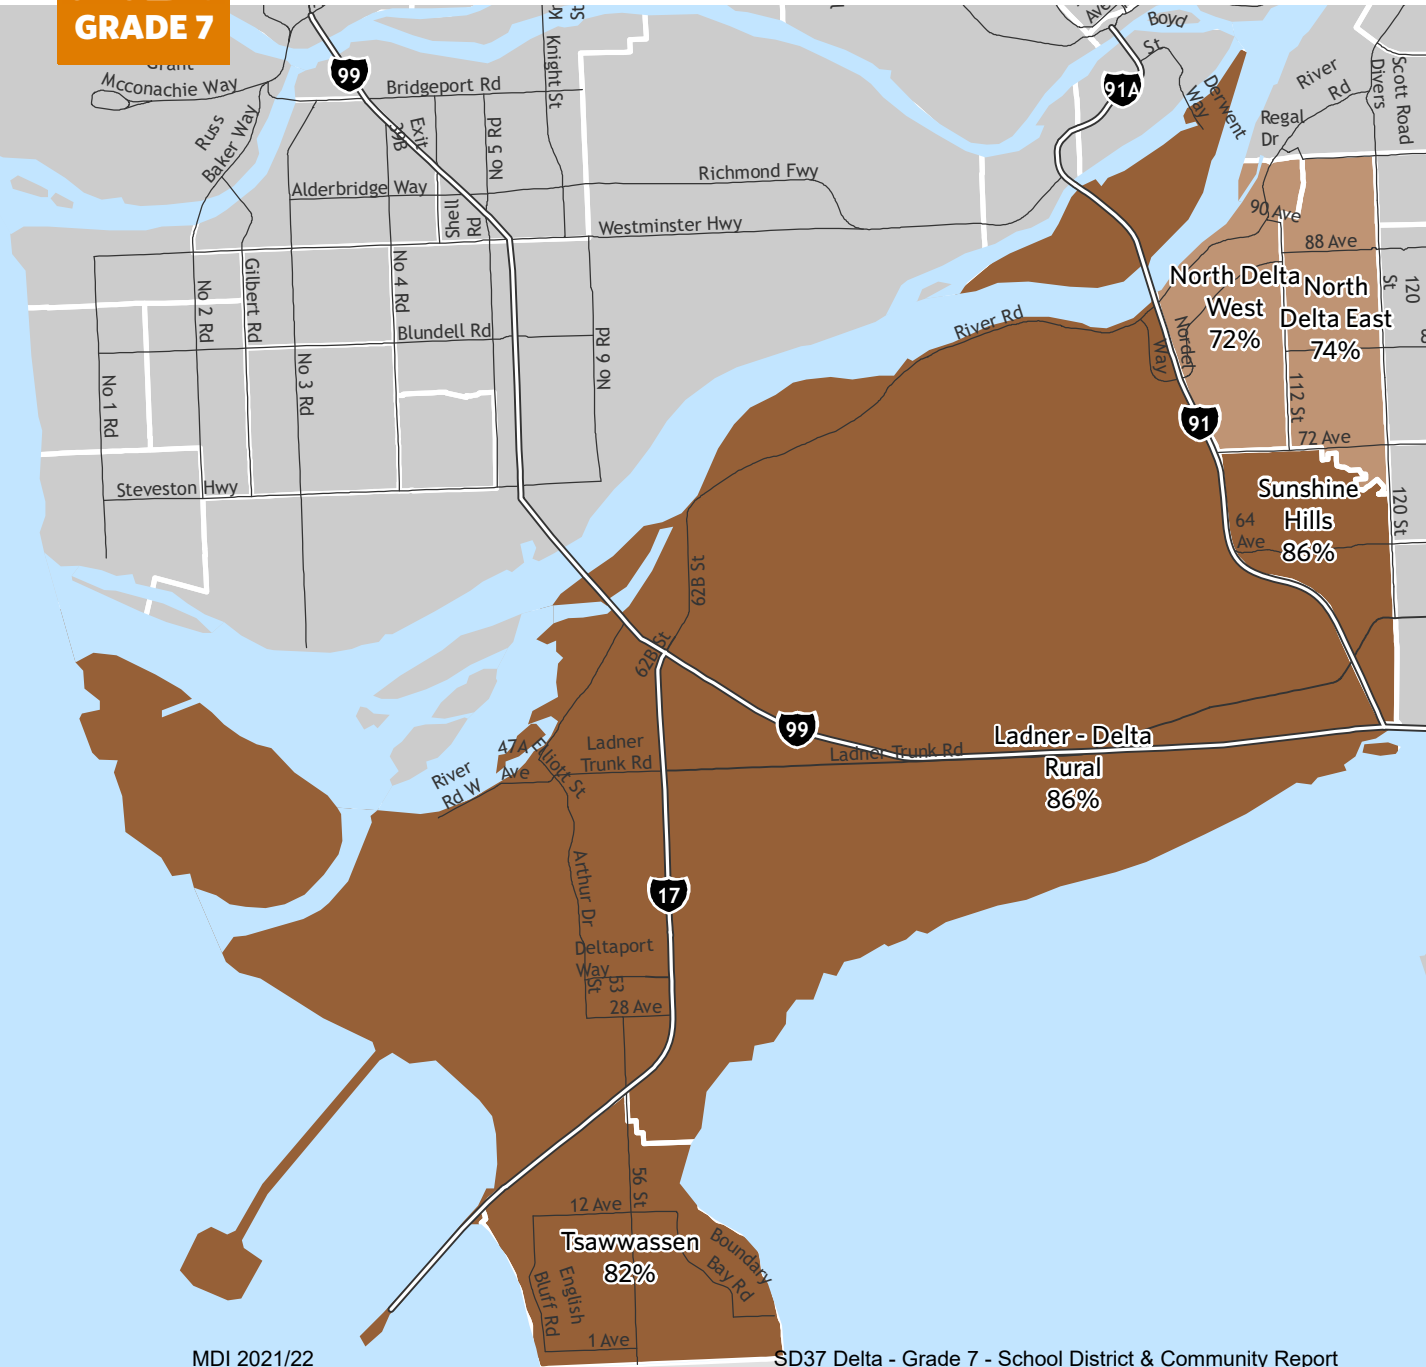 GRADE 7
Mcconachie Way
Russ
Baker Way
99
Bridgeport Rd
Exit
39B
Knight St
St
No 5 Rd
Alderbridge Way
Shell
Rd
Richmond Fwy
Westminster Hwy
Ave
Boyd
St
91A
Derwent
Way
River
Rd
Regal
Dr
Divers
Scott Road
90 Ave
88 Ave
120
St
No 2 Rd
Gilbert Rd
No 4 Rd
Blundell Rd
No 3 Rd
No 1 Rd
No 6 Rd
Steveston Hwy
River Rd
Nordel
Way
North Delta
West
72%
North
Delta East
74%
112 St
91
72 Ave
Sunshine
Hills
86%
64
Ave
120 St
62B St
62B St
99
Ladner Trunk Rd
Ladner - Delta
Rural
86%
47A
Ave
Elliott St
Ladner
Trunk Rd
River
Rd W
Arthur Dr
17
Deltaport
Way
53
St
28 Ave
56 St
12 Ave
Tsawwassen
82%
Boundary
Bay Rd
English
Bluff Rd
1 Ave
MDI 2021/22
SD37 Delta - Grade 7 - School District & Community Report